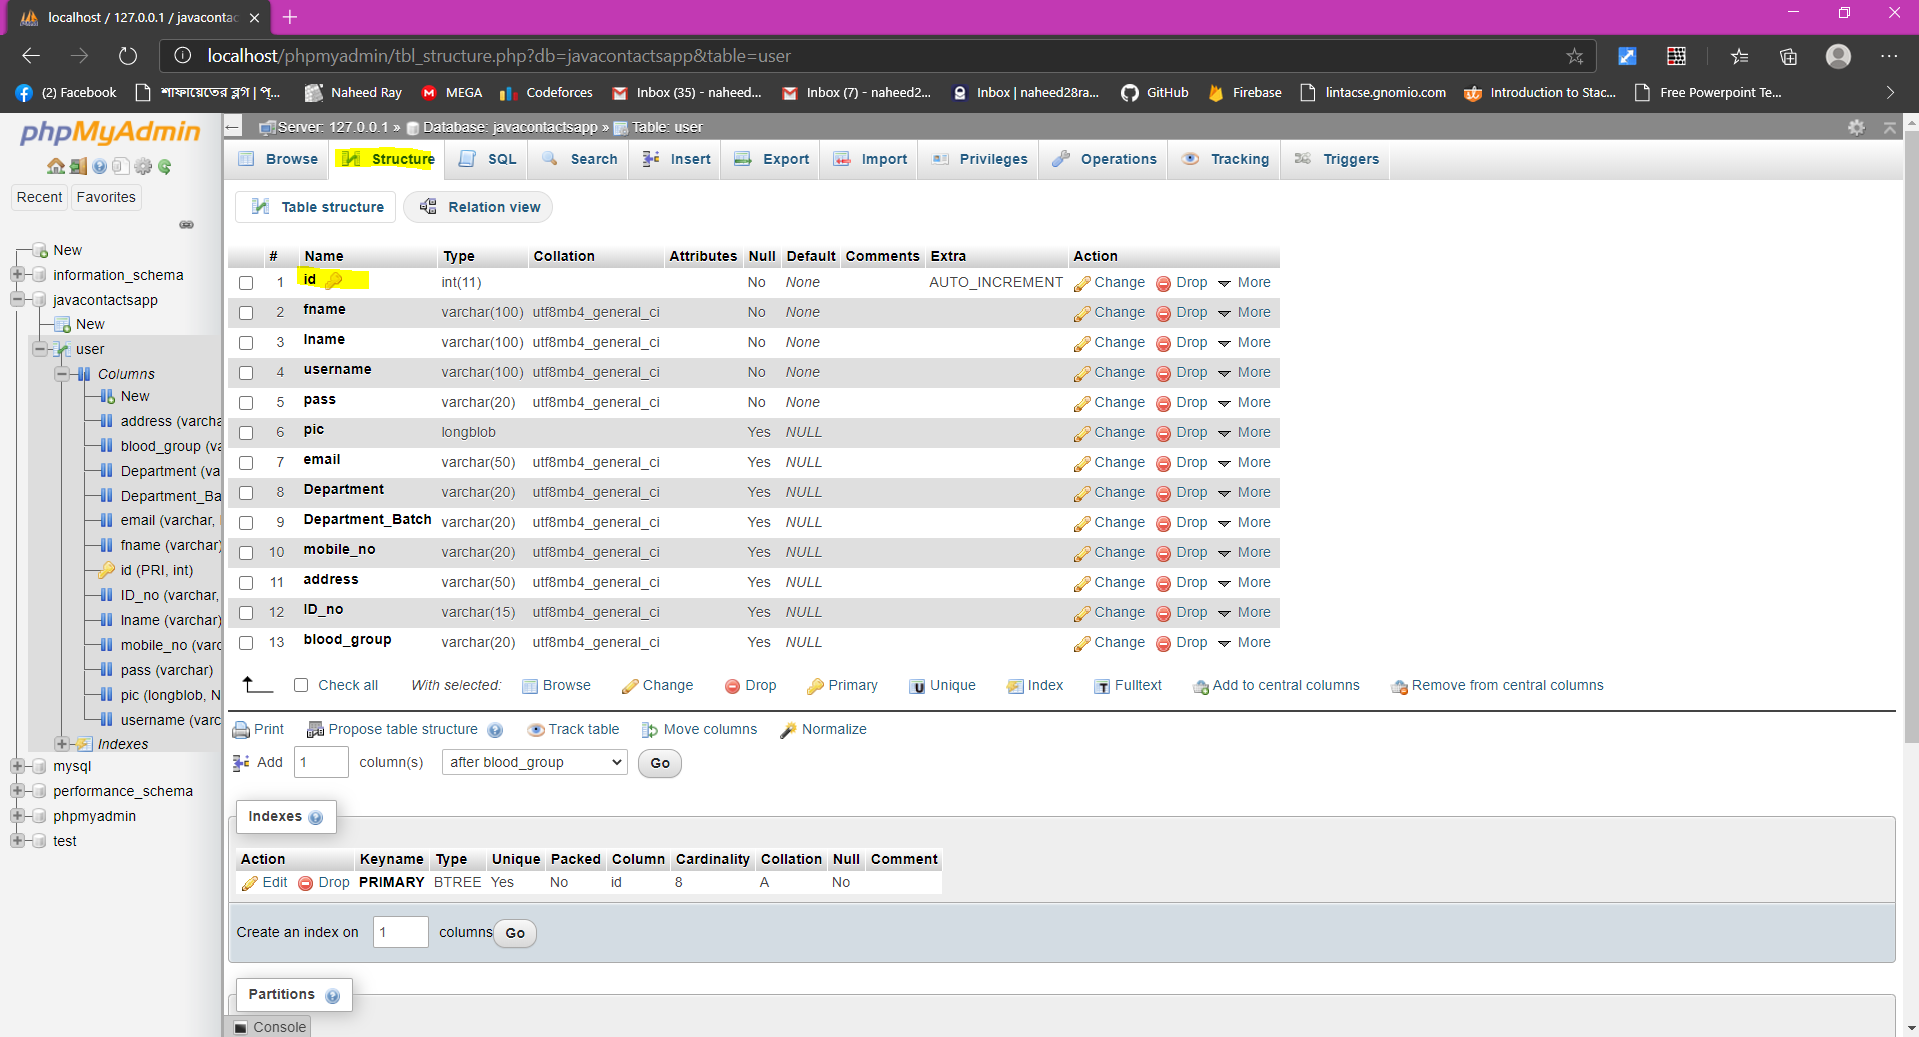 localhost / 127.0.0.1 / javacontac
localhost/phpmyadmin/tbl_structure.php?db=javacontactsapp&table=user
(2) Facebook শাফায়েতের ব্লগ | প্... Naheed Ray MEGA Codeforces Inbox (35) - naheed... Inbox (7) - naheed2... Inbox | naheed28ra... GitHub Firebase lintacse.gnomio.com Introduction to Stac... Free Powerpoint Te...
phpMyAdmin
Recent Favorites
New
information_schema
javacontactsapp
New
user
Columns
New
address (varcha
blood_group (va
Department (va
Department_Ba
email (varchar,
fname (varchar)
id (PRI, int)
ID_no (varchar,
lname (varchar)
mobile_no (varc
pass (varchar)
pic (longblob, N
username (varc
Indexes
mysql
performance_schema
phpmyadmin
test
Server: 127.0.0.1 » Database: javacontactsapp » Table: user
Browse Structure SQL Search Insert Export Import Privileges Operations Tracking Triggers
Table structure Relation view
# Name Type Collation Attributes Null Default Comments Extra Action
1 id int(11) No None AUTO_INCREMENT Change Drop More
2 fname varchar(100) utf8mb4_general_ci No None Change Drop More
3 lname varchar(100) utf8mb4_general_ci No None Change Drop More
4 username varchar(100) utf8mb4_general_ci No None Change Drop More
5 pass varchar(20) utf8mb4_general_ci No None Change Drop More
6 pic longblob Yes NULL Change Drop More
7 email varchar(50) utf8mb4_general_ci Yes NULL Change Drop More
8 Department varchar(20) utf8mb4_general_ci Yes NULL Change Drop More
9 Department_Batch varchar(20) utf8mb4_general_ci Yes NULL Change Drop More
10 mobile_no varchar(20) utf8mb4_general_ci Yes NULL Change Drop More
11 address varchar(50) utf8mb4_general_ci Yes NULL Change Drop More
12 ID_no varchar(15) utf8mb4_general_ci Yes NULL Change Drop More
13 blood_group varchar(20) utf8mb4_general_ci Yes NULL Change Drop More
Check all With selected: Browse Change Drop Primary Unique Index Fulltext Add to central columns Remove from central columns
Print Propose table structure Track table Move columns Normalize
Add 1 column(s) after blood_group Go
Indexes
Action Keyname Type Unique Packed Column Cardinality Collation Null Comment
Edit Drop PRIMARY BTREE Yes No id 8 A No
Create an index on 1 columns Go
Partitions
Console